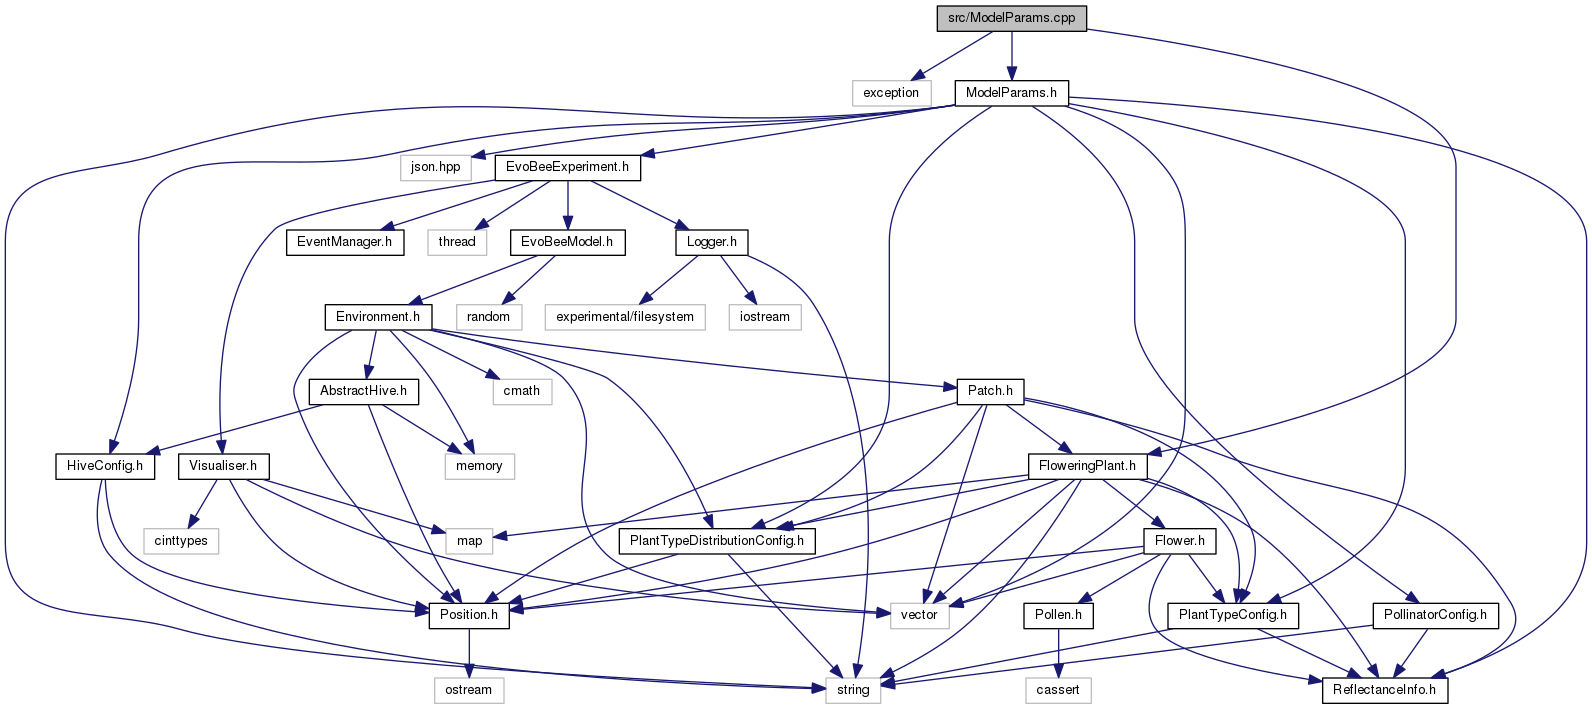 src/ModelParams.cpp
exception
ModelParams.h
json.hpp
EvoBeeExperiment.h
EventManager.h
thread
EvoBeeModel.h
Logger.h
Environment.h
random
experimental/filesystem
iostream
AbstractHive.h
cmath
Patch.h
HiveConfig.h
Visualiser.h
memory
FloweringPlant.h
cinttypes
map
PlantTypeDistributionConfig.h
Flower.h
Position.h
vector
Pollen.h
PlantTypeConfig.h
PollinatorConfig.h
ostream
string
cassert
ReflectanceInfo.h